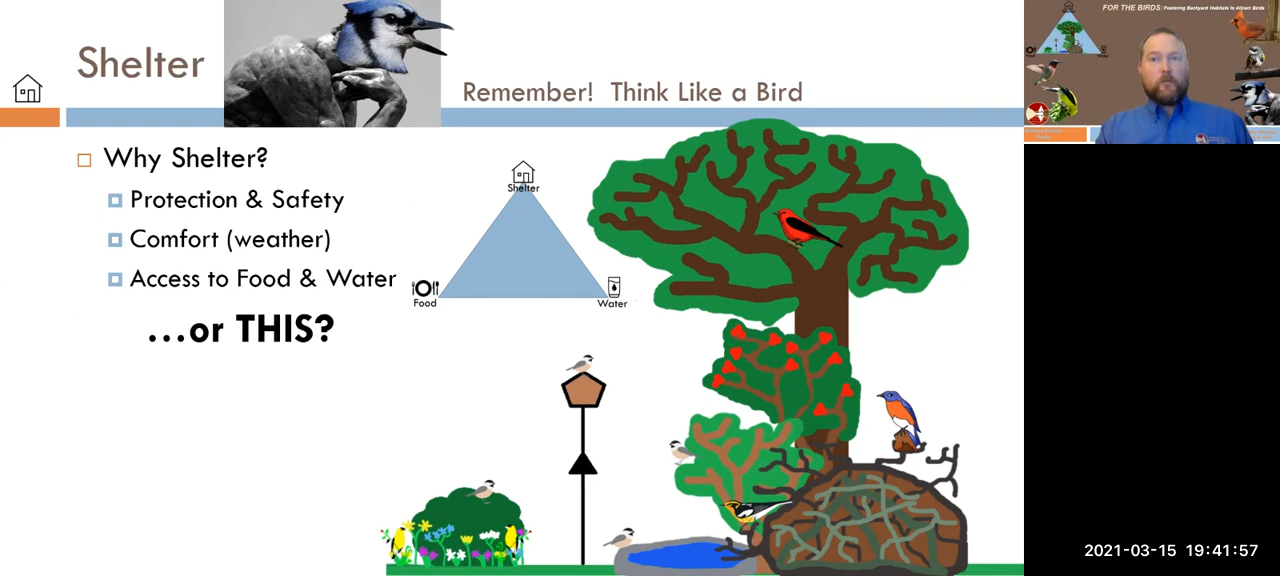 Shelter
Remember! Think Like a Bird
Why Shelter?
Protection & Safety
Comfort (weather)
Access to Food & Water
...or THIS?
Shelter
Food
Water
FOR THE BIRDS: Fostering Backyard Habitats to Attract Birds
2021-03-15 19:41:57